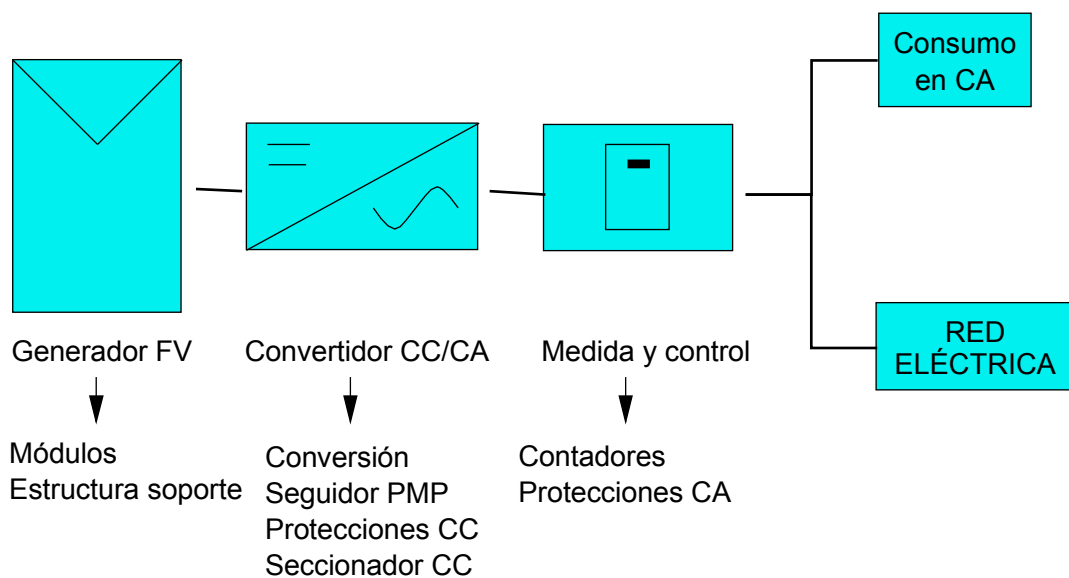 Consumo
en CA
RED
ELÉCTRICA
Generador FV
Convertidor CC/CA
Medida y control
Módulos
Estructura soporte
Conversión
Seguidor PMP
Protecciones CC
Seccionador CC
Contadores
Protecciones CA